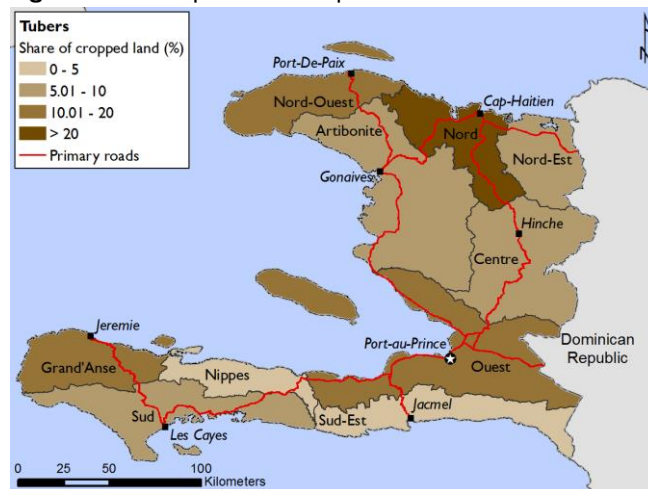 Tubers
Share of cropped land (%)
0 - 5
5.01 - 10
10.01 - 20
> 20
Primary roads
Port-De-Paix
Nord-Ouest
Cap-Haitien
Artibonite
Nord
Nord-Est
Gonaives
Hinche
Centre
Jeremie
Port-au-Prince
Dominican
Republic
Grand'Anse
Nippes
Ouest
Sud
Sud-Est
Jacmel
Les Cayes
0 25 50 100
Kilometers